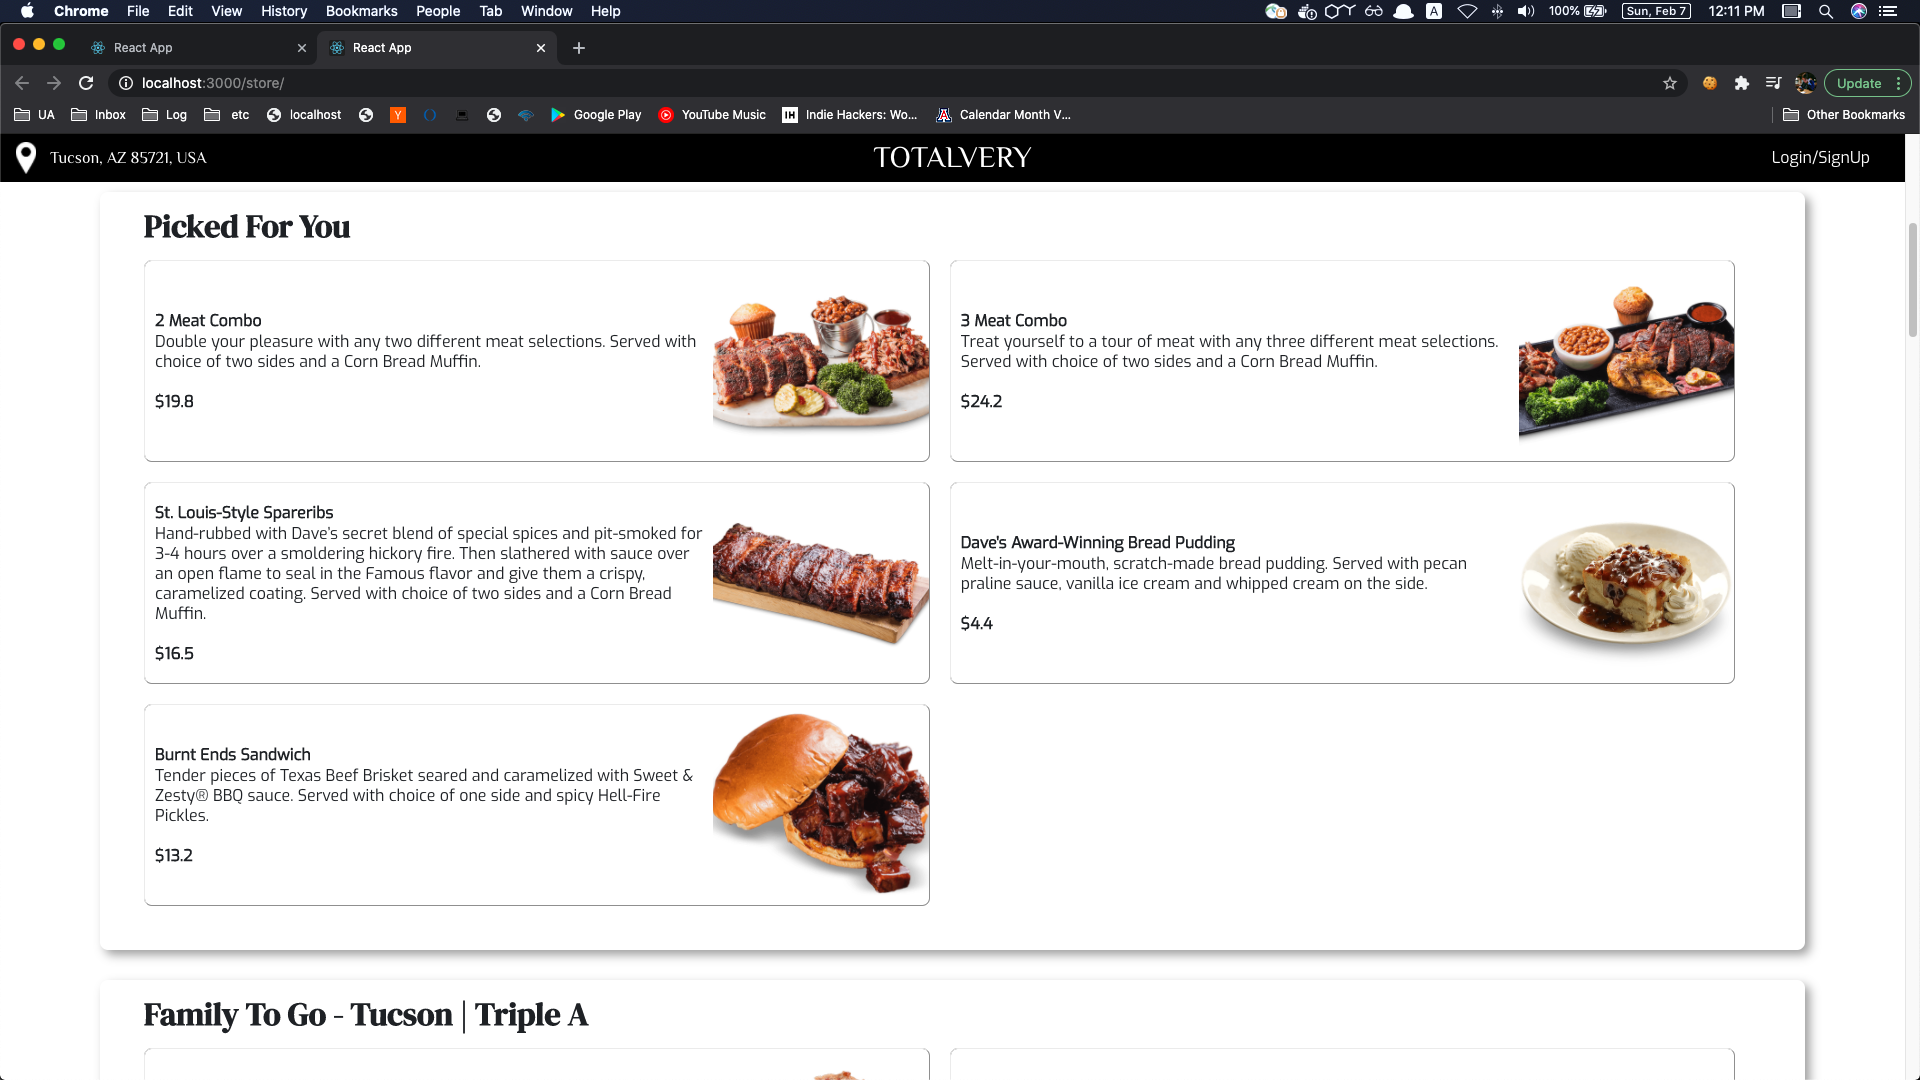 Chrome File Edit View History Bookmarks People Tab Window Help
A 100% Sun, Feb 7 12:11 PM
React App
React App
localhost:3000/store/
Update
UA Inbox Log etc localhost Y Google Play YouTube Music IH Indie Hackers: Wo... A Calendar Month V... Other Bookmarks
Tucson, AZ 85721, USA
TOTALVERY
Login/SignUp
Picked For You
2 Meat Combo
Double your pleasure with any two different meat selections. Served with
choice of two sides and a Corn Bread Muffin.
$19.8
3 Meat Combo
Treat yourself to a tour of meat with any three different meat selections.
Served with choice of two sides and a Corn Bread Muffin.
$24.2
St. Louis-Style Spareribs
Hand-rubbed with Dave's secret blend of special spices and pit-smoked for
3-4 hours over a smoldering hickory fire. Then slathered with sauce over
an open flame to seal in the Famous flavor and give them a crispy,
caramelized coating. Served with choice of two sides and a Corn Bread
Muffin.
$16.5
Dave's Award-Winning Bread Pudding
Melt-in-your-mouth, scratch-made bread pudding. Served with pecan
praline sauce, vanilla ice cream and whipped cream on the side.
$4.4
Burnt Ends Sandwich
Tender pieces of Texas Beef Brisket seared and caramelized with Sweet &
Zesty® BBQ sauce. Served with choice of one side and spicy Hell-Fire
Pickles.
$13.2
Family To Go - Tucson | Triple A